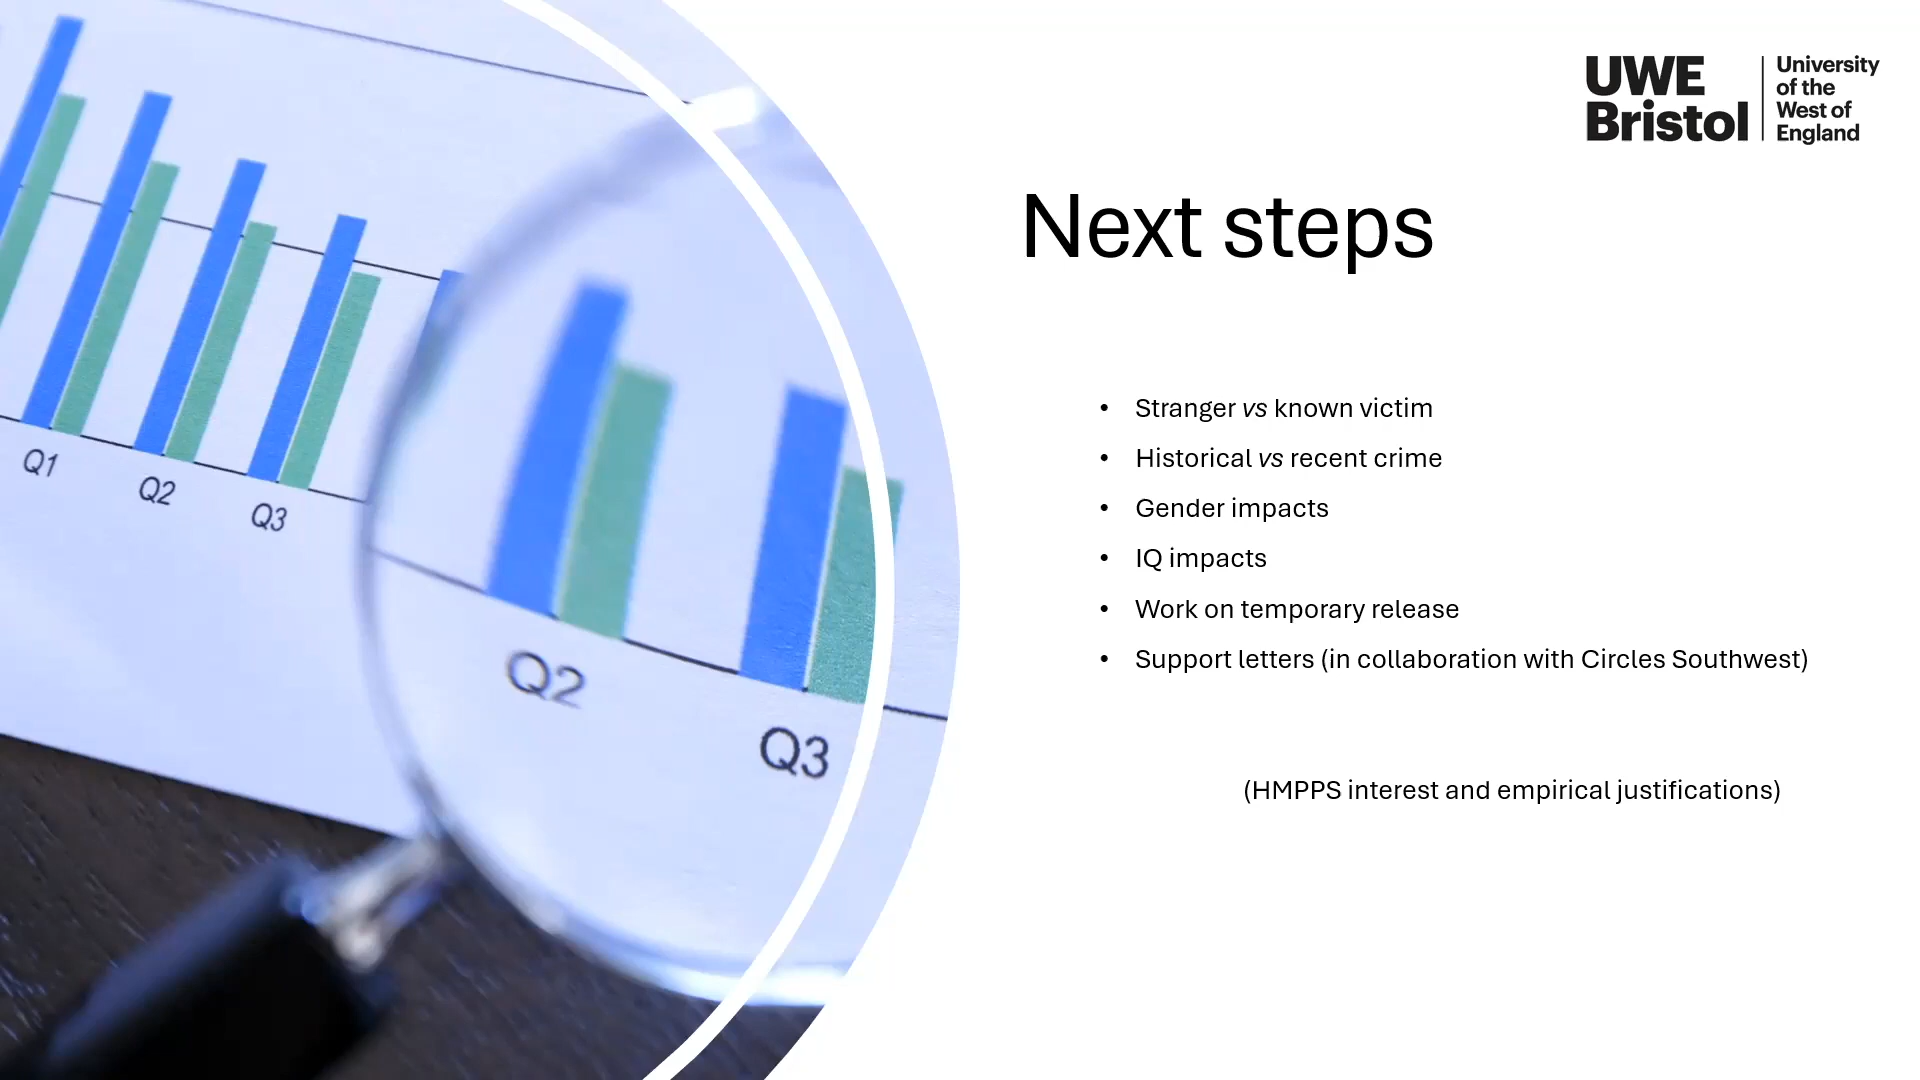 UWE
Bristol
University
of the
West of
England
Next steps
• Stranger vs known victim
• Historical vs recent crime
• Gender impacts
• IQ impacts
• Work on temporary release
• Support letters (in collaboration with Circles Southwest)
(HMPPS interest and empirical justifications)
Q1
Q2
Q3
Q2
Q3